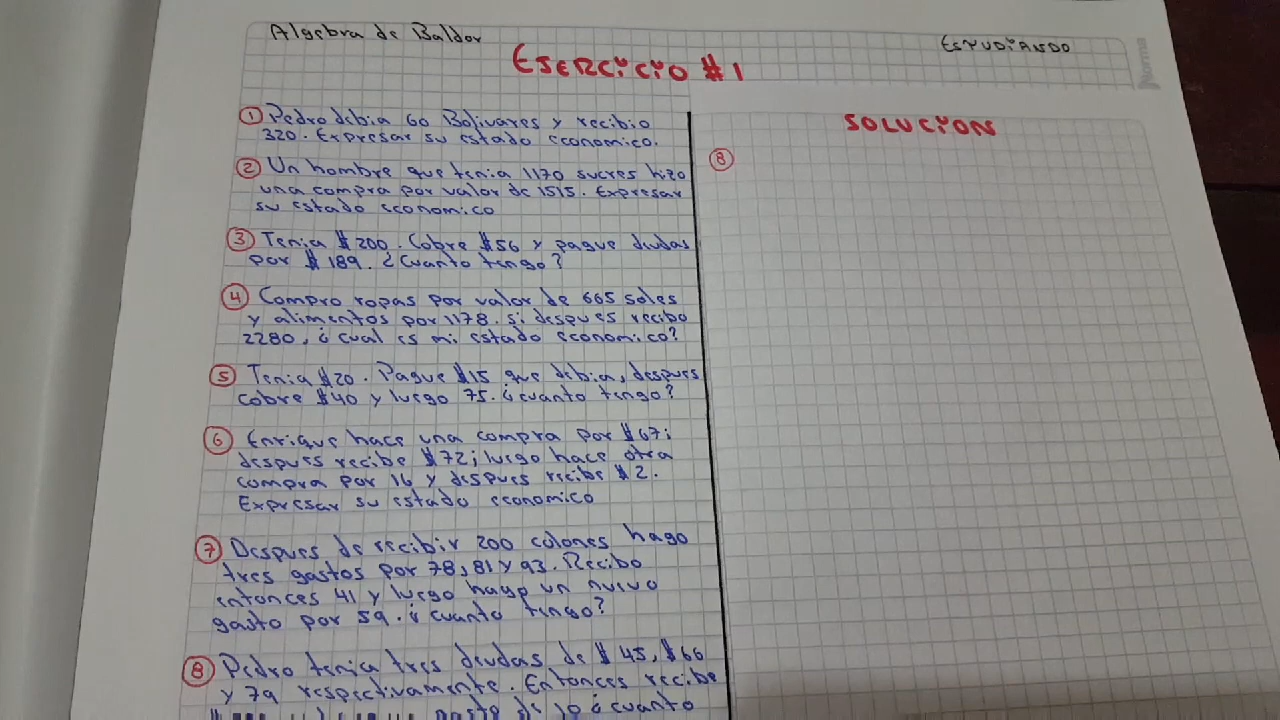 Algebra de Baldor
ESTUDIANDO
EJERCiCiO #1
① Pedro debia 60 Bolivares y recibio
320. Expresar su estado economico.
② Un hombre que tenia 1170 sucres hizo
una compra por valor de 1515. Expresar
su estado economico
③ Tenia $200. Cobre $56 y pague deudas
por $189. ¿Cuanto tengo?
④ Compro ropas por valor de 665 soles
y alimentos por 1178. si despues recibo
2280, ¿cual es mi estado economico?
⑤ Tenia $20. Pague $15 que debia, despues
cobre $40 y luego 75. ¿cuanto tengo?
⑥ Enrique hace una compra por $67;
despues recibe $72; luego hace otra
compra por 16 y despues recibe $2.
Expresar su estado economico
⑦ Despues de recibir 200 colones hago
tres gastos por 78, 81 y 93. Recibo
entonces 41 y luego hago un nuevo
gasto por 59. ¿cuanto tengo?
⑧ Pedro tenia tres deudas de $45, $66
y 79 respectivamente. Entonces recibe
gasto de 10 ¿cuanto
SOLUCiON
⑧
norma